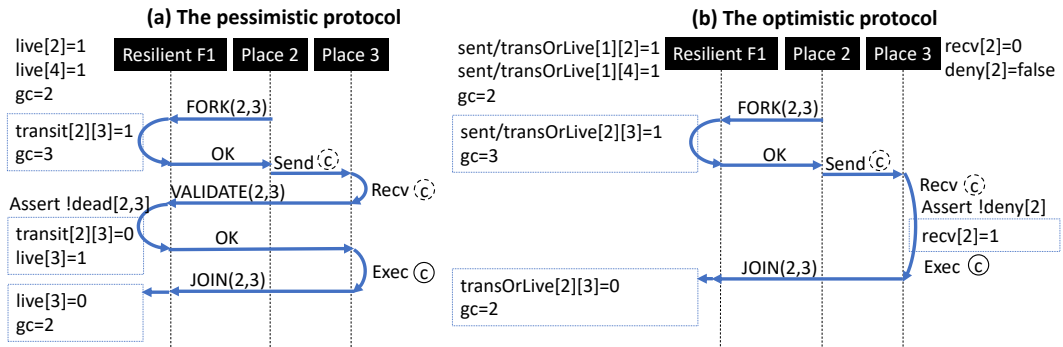 (a) The pessimistic protocol
live[2]=1
live[4]=1
gc=2
Resilient F1 Place 2 Place 3
FORK(2,3)
transit[2][3]=1
gc=3
OK
Send c
Recv c
VALIDATE(2,3)
Assert !dead[2,3]
transit[2][3]=0
live[3]=1
OK
Exec c
JOIN(2,3)
live[3]=0
gc=2
(b) The optimistic protocol
sent/transOrLive[1][2]=1
sent/transOrLive[1][4]=1
gc=2
Resilient F1 Place 2 Place 3
recv[2]=0
deny[2]=false
FORK(2,3)
sent/transOrLive[2][3]=1
gc=3
OK
Send c
Recv c
Assert !deny[2]
recv[2]=1
Exec c
JOIN(2,3)
transOrLive[2][3]=0
gc=2